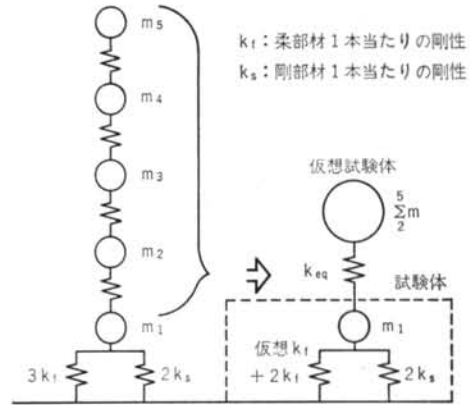 m₅
m₄
m₃
m₂
m₁
3k_f
2k_s
k_f：柔部材1本当たりの剛性
k_s：剛部材1本当たりの剛性
仮想試験体
5
Σm
2
k_eq
試験体
m₁
仮想k_f
+2k_f
2k_s